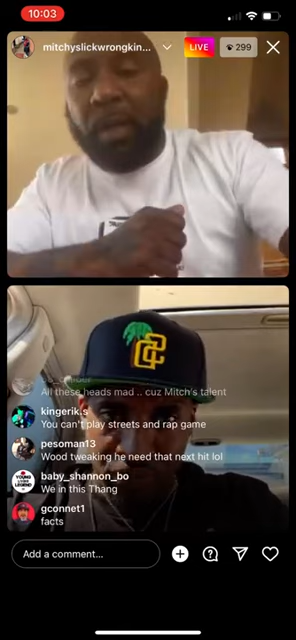 10:03
mitchyslickwrongkin...
LIVE
299
All these heads mad .. cuz Mitch's talent
kingerik.s
You can't play streets and rap game
pesoman13
Wood tweaking he need that next hit lol
baby_shannon_bo
We in this Thang
gconnet1
facts
Add a comment...